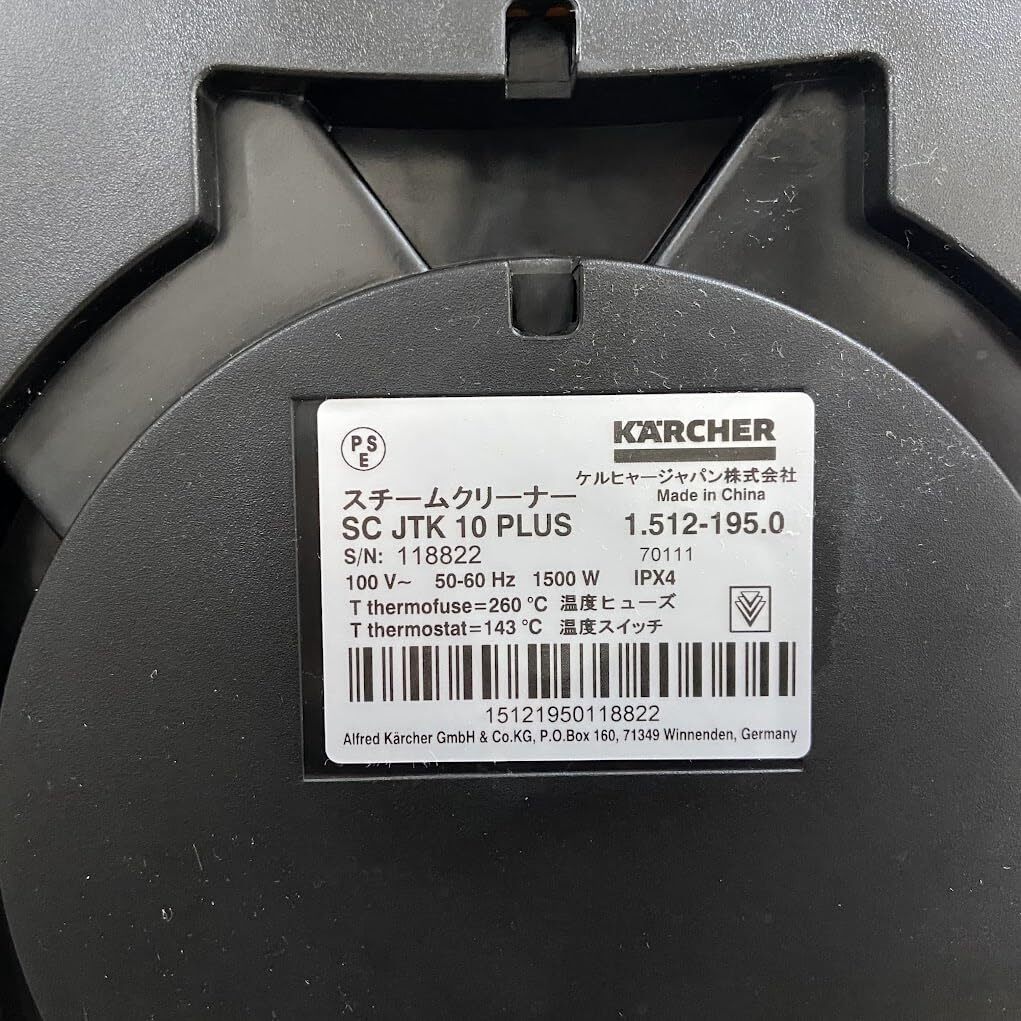 PS
E
KÄRCHER
ケルヒャージャパン株式会社
スチームクリーナー
Made in China
SC JTK 10 PLUS 1.512-195.0
S/N: 118822 70111
100 V~ 50-60 Hz 1500 W IPX4
T thermofuse=260 °C 温度ヒューズ
T thermostat=143 °C 温度スイッチ
15121950118822
Alfred Kärcher GmbH & Co.KG, P.O.Box 160, 71349 Winnenden, Germany